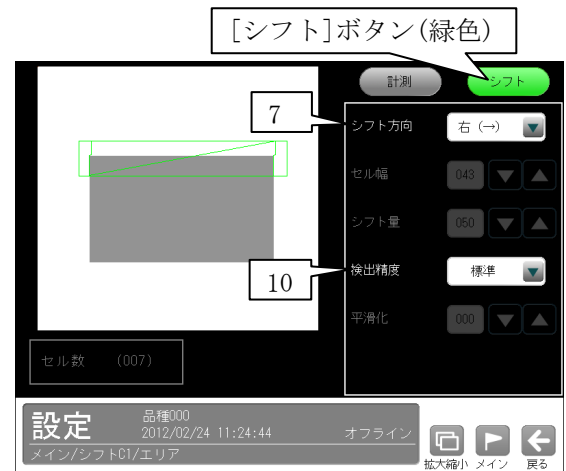 [シフト]ボタン(緑色)
計測 シフト
7
シフト方向 右 (→)
セル幅 043
シフト量 050
10
検出精度 標準
平滑化 000
セル数 (007)
設定 品種000
2012/02/24 11:24:44 オフライン
メイン/シフト01/エリア
拡大縮小 メイン 戻る